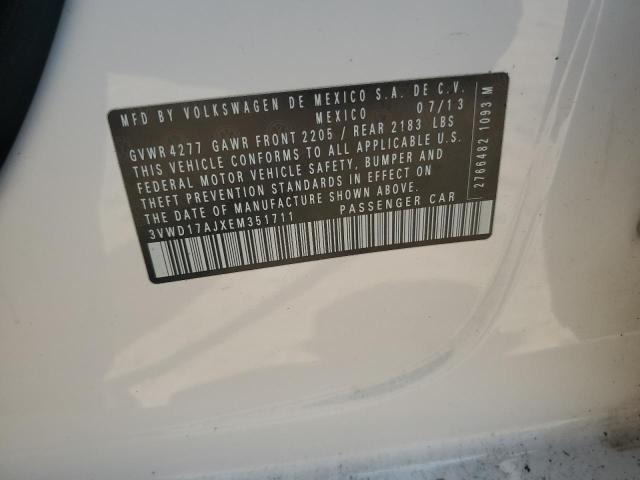 MFD BY VOLKSWAGEN DE MEXICO S.A. DE C.V.
MEXICO 07/13
GVWR 4277 GAWR FRONT 2205 / REAR 2183 LBS
THIS VEHICLE CONFORMS TO ALL APPLICABLE U.S.
FEDERAL MOTOR VEHICLE SAFETY, BUMPER AND
THEFT PREVENTION STANDARDS IN EFFECT ON
THE DATE OF MANUFACTURE SHOWN ABOVE.
3VWD17AJXEM351711 PASSENGER CAR
2766482 1093 M